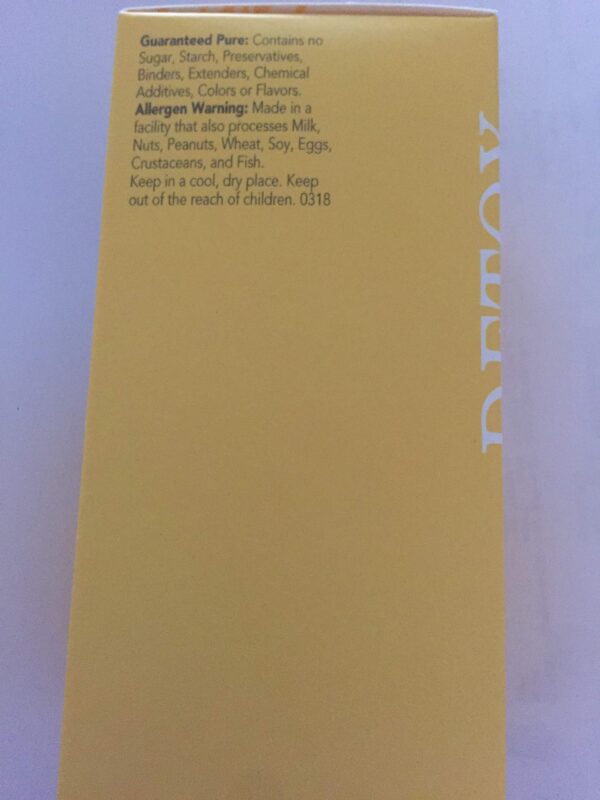 Guaranteed Pure: Contains no
Sugar, Starch, Preservatives,
Binders, Extenders, Chemical
Additives, Colors or Flavors.
Allergen Warning: Made in a
facility that also processes Milk,
Nuts, Peanuts, Wheat, Soy, Eggs,
Crustaceans, and Fish.
Keep in a cool, dry place. Keep
out of the reach of children. 0318
DETOX